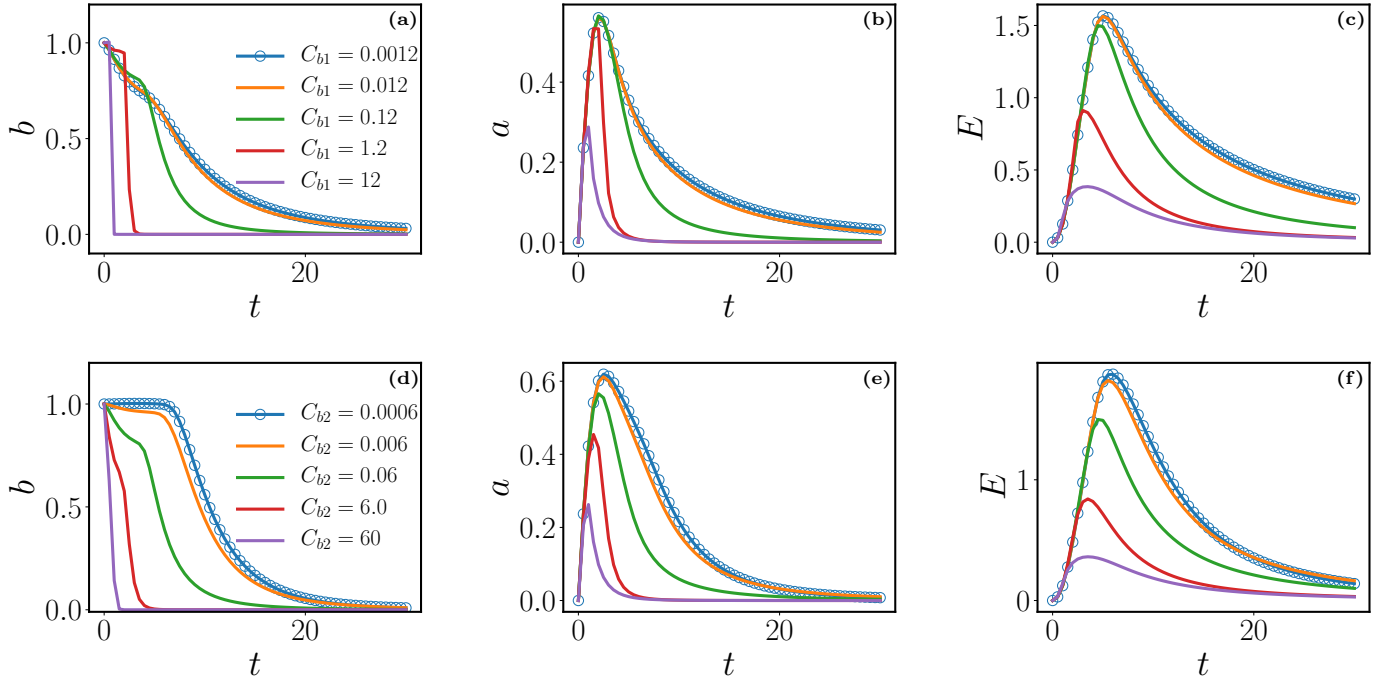 (a)
1.0
0.5
0.0
b
0
20
t
C_{b1} = 0.0012
C_{b1} = 0.012
C_{b1} = 0.12
C_{b1} = 1.2
C_{b1} = 12
(b)
0.4
0.2
0.0
a
0
20
t
(c)
1.5
1.0
0.5
0.0
E
0
20
t
(d)
1.0
0.5
0.0
b
0
20
t
C_{b2} = 0.0006
C_{b2} = 0.006
C_{b2} = 0.06
C_{b2} = 6.0
C_{b2} = 60
(e)
0.6
0.4
0.2
0.0
a
0
20
t
(f)
1
0
E
0
20
t